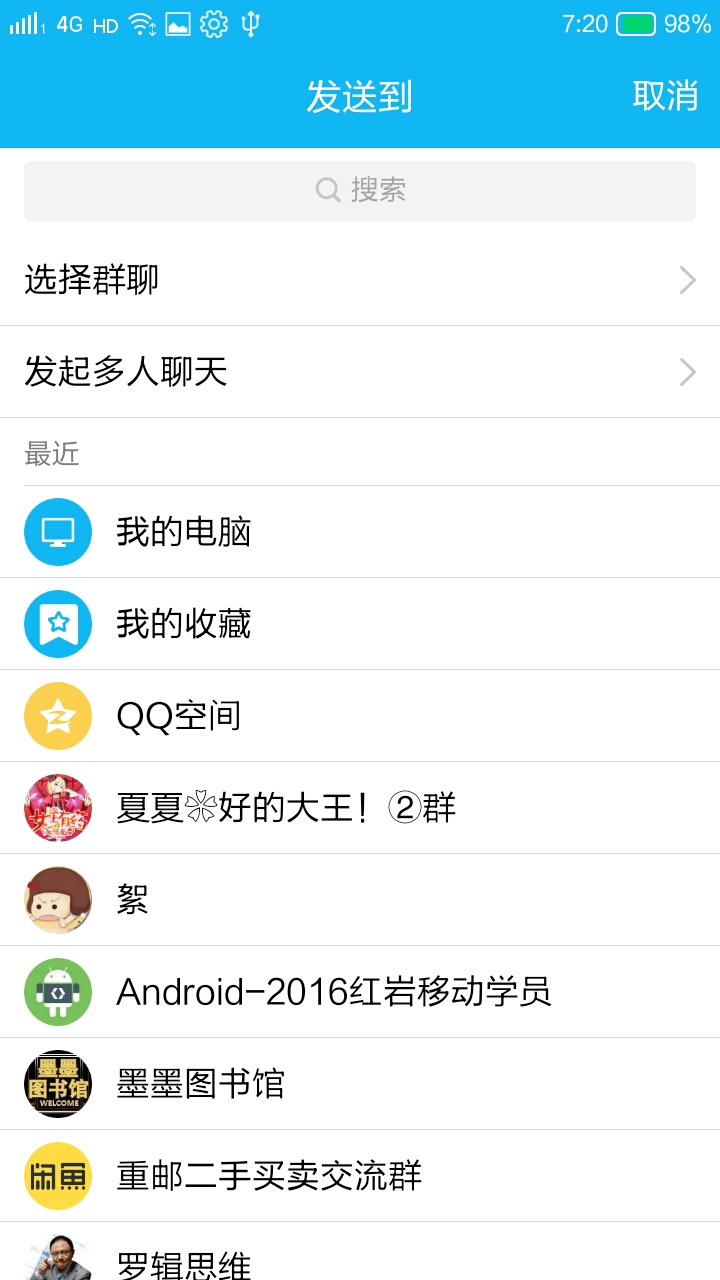 1 4G HD 7:20 98%
发送到 取消
搜索
选择群聊
发起多人聊天
最近
我的电脑
我的收藏
QQ空间
夏夏❀好的大王！②群
絮
Android-2016红岩移动学员
墨墨
图书馆
WELCOME
墨墨图书馆
闲鱼
重邮二手买卖交流群
罗辑思维